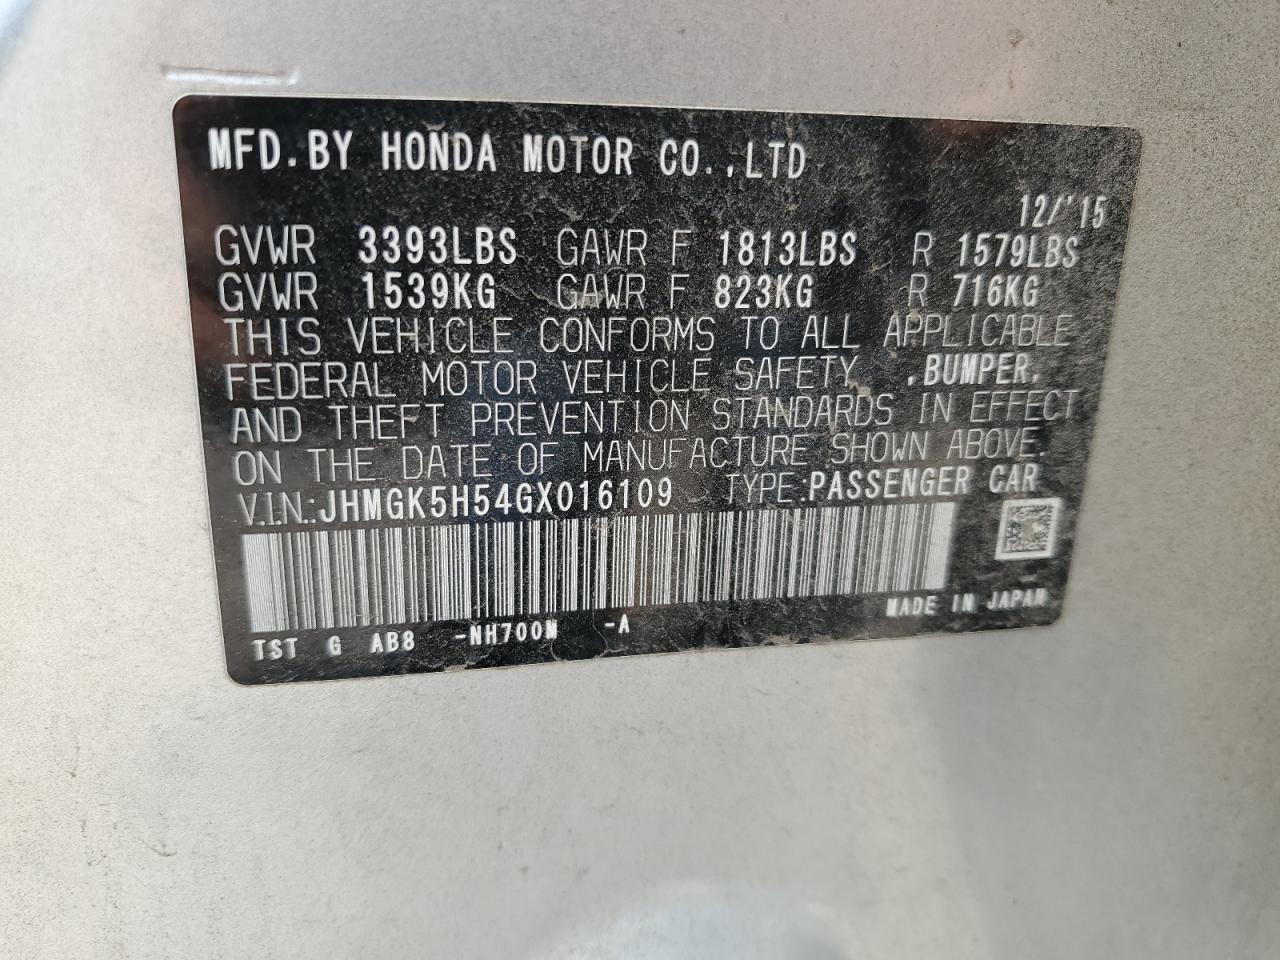 MFD.BY HONDA MOTOR CO.,LTD
12/'15
GVWR 3393LBS GAWR F 1813LBS R 1579LBS
GVWR 1539KG GAWR F 823KG R 716KG
THIS VEHICLE CONFORMS TO ALL APPLICABLE
FEDERAL MOTOR VEHICLE SAFETY ,BUMPER,
AND THEFT PREVENTION STANDARDS IN EFFECT
ON THE DATE OF MANUFACTURE SHOWN ABOVE.
V.I.N.:JHMGK5H54GX016109 TYPE:PASSENGER CAR
MADE IN JAPAN
TST G AB8 -NH700M -A